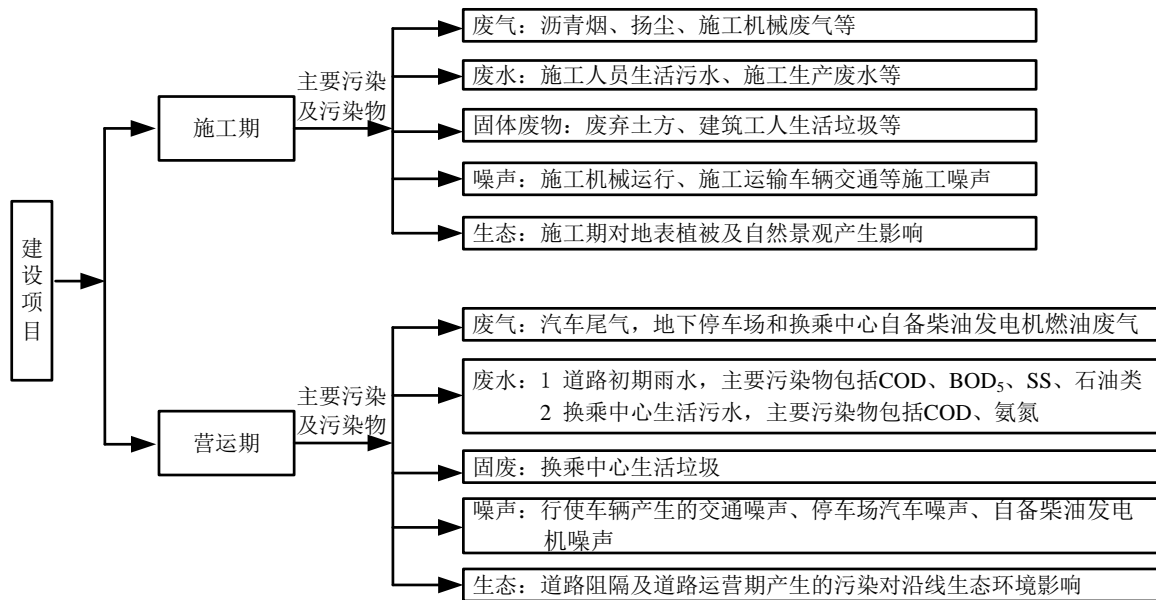 建
设
项
目
施工期
主要污染
及污染物
废气：沥青烟、扬尘、施工机械废气等
废水：施工人员生活污水、施工生产废水等
固体废物：废弃土方、建筑工人生活垃圾等
噪声：施工机械运行、施工运输车辆交通等施工噪声
生态：施工期对地表植被及自然景观产生影响
营运期
主要污染
及污染物
废气：汽车尾气，地下停车场和换乘中心自备柴油发电机燃油废气
废水：1 道路初期雨水，主要污染物包括COD、BOD₅、SS、石油类
2 换乘中心生活污水，主要污染物包括COD、氨氮
固废：换乘中心生活垃圾
噪声：行使车辆产生的交通噪声、停车场汽车噪声、自备柴油发电
机噪声
生态：道路阻隔及道路运营期产生的污染对沿线生态环境影响